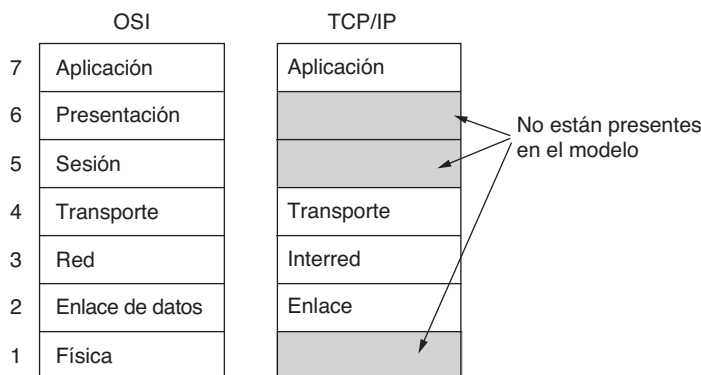 OSI
TCP/IP
7
Aplicación
Aplicación
6
Presentación
No están presentes
en el modelo
5
Sesión
4
Transporte
Transporte
3
Red
Interred
2
Enlace de datos
Enlace
1
Física